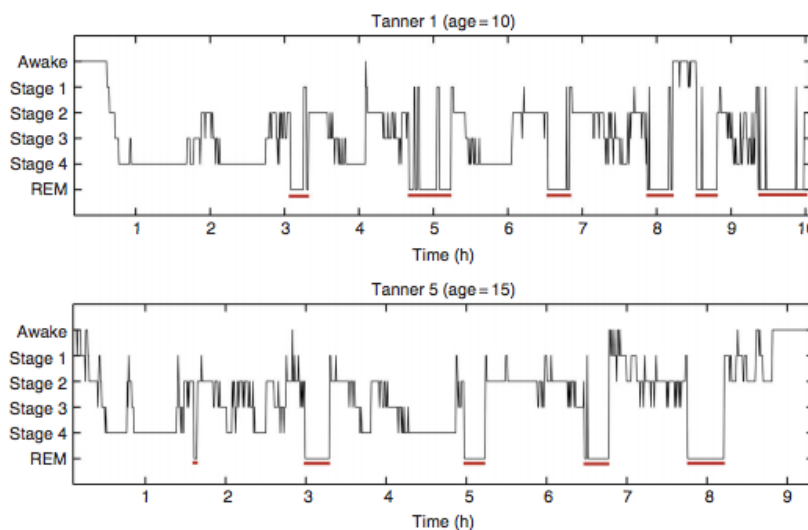 Tanner 1 (age = 10)
Awake
Stage 1
Stage 2
Stage 3
Stage 4
REM
1 2 3 4 5 6 7 8 9 10
Time (h)
Tanner 5 (age = 15)
Awake
Stage 1
Stage 2
Stage 3
Stage 4
REM
1 2 3 4 5 6 7 8 9
Time (h)